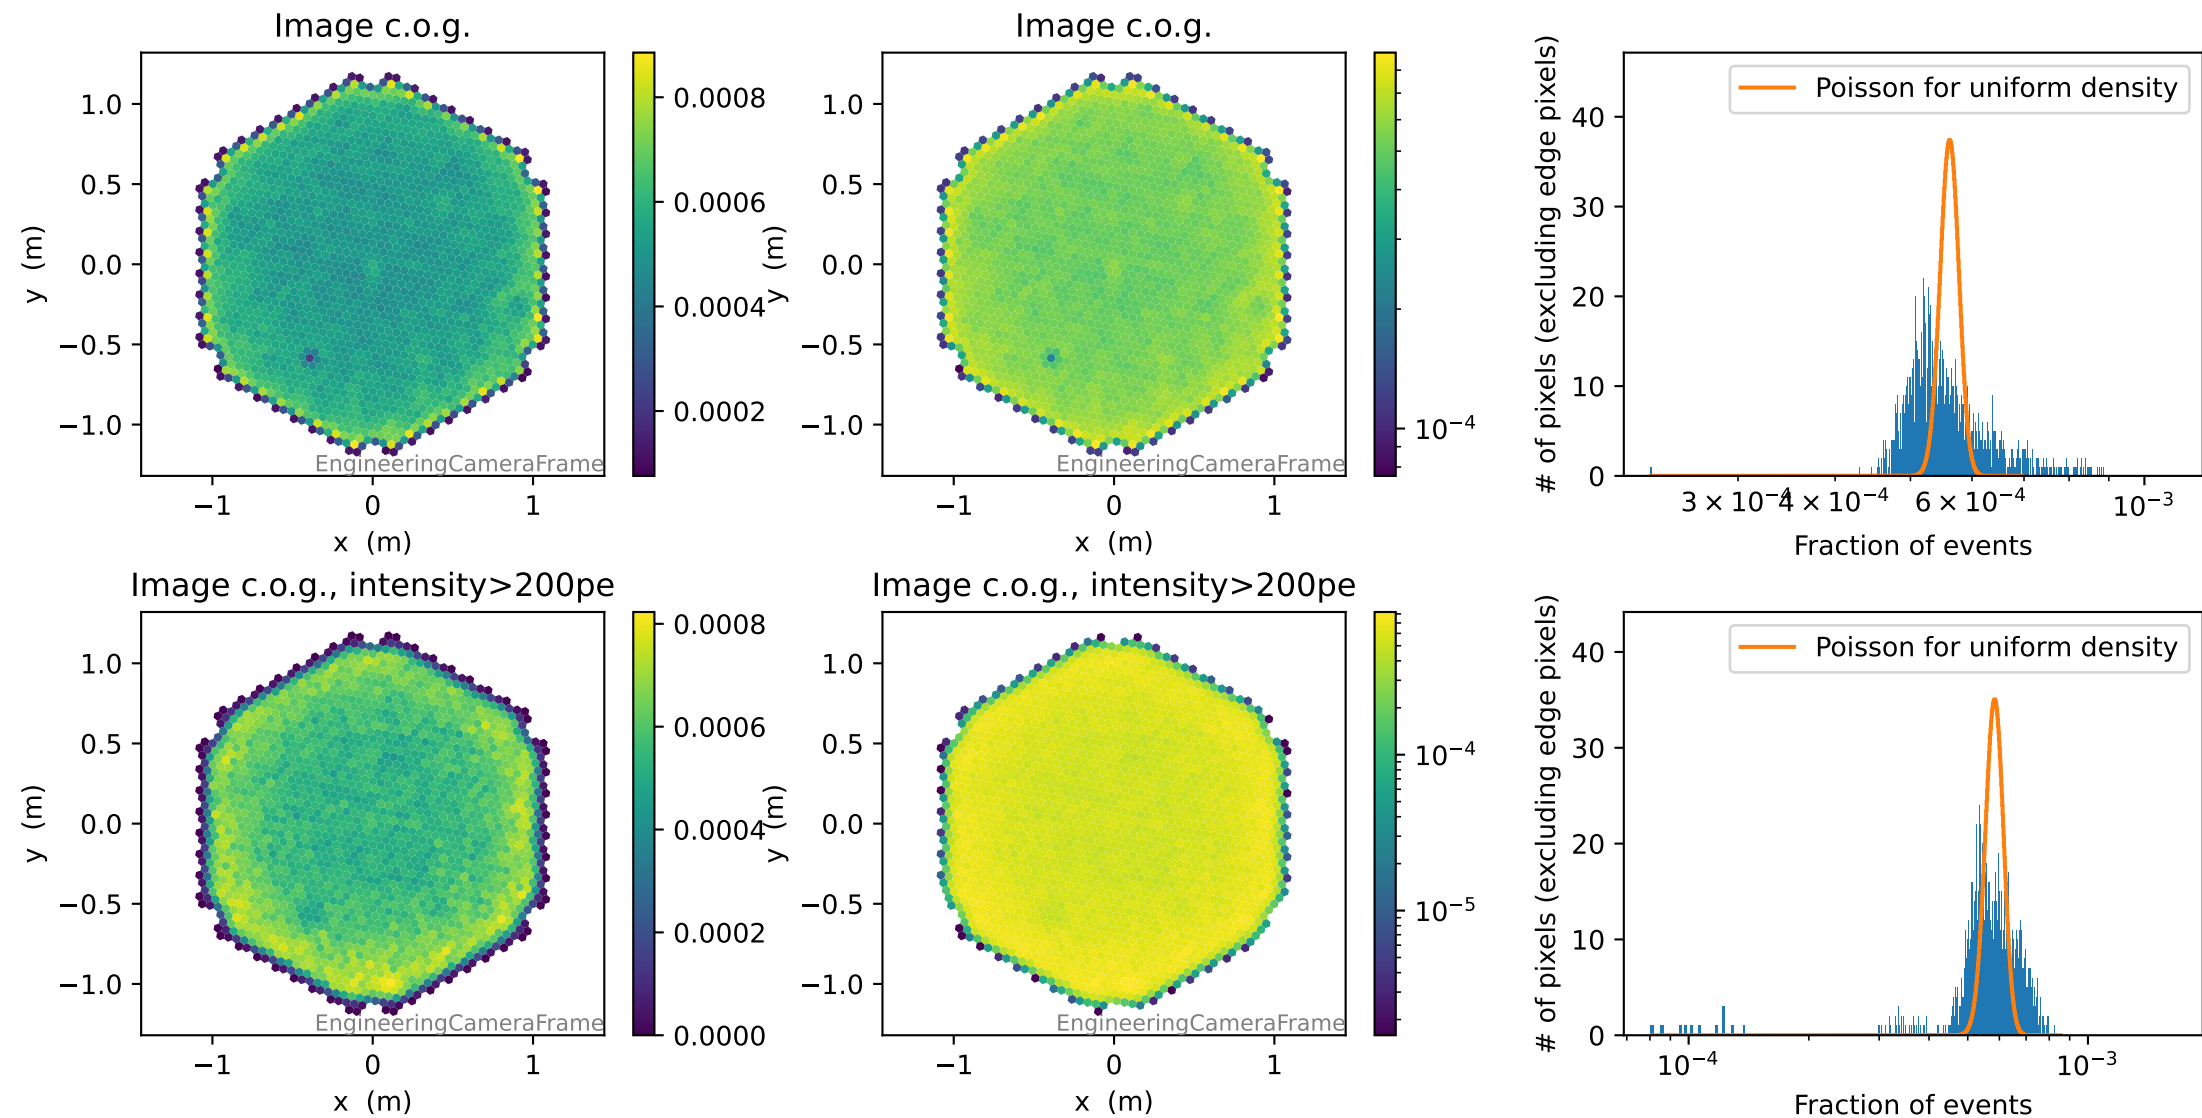 Image c.o.g.
1.0
0.5
0.0
−0.5
−1.0
y (m)
−1 0 1
x (m)
EngineeringCameraFrame
0.0008
0.0006
0.0004
0.0002
Image c.o.g.
1.0
0.5
0.0
−0.5
−1.0
y (m)
−1 0 1
x (m)
EngineeringCameraFrame
10⁻⁴
Poisson for uniform density
# of pixels (excluding edge pixels)
40
30
20
10
0
3 × 10⁻⁴ 4 × 10⁻⁴ 6 × 10⁻⁴ 10⁻³
Fraction of events
Image c.o.g., intensity>200pe
1.0
0.5
0.0
−0.5
−1.0
y (m)
−1 0 1
x (m)
EngineeringCameraFrame
0.0008
0.0006
0.0004
0.0002
0.0000
Image c.o.g., intensity>200pe
1.0
0.5
0.0
−0.5
−1.0
y (m)
−1 0 1
x (m)
EngineeringCameraFrame
10⁻⁴
10⁻⁵
Poisson for uniform density
# of pixels (excluding edge pixels)
40
30
20
10
0
10⁻⁴ 10⁻³
Fraction of events